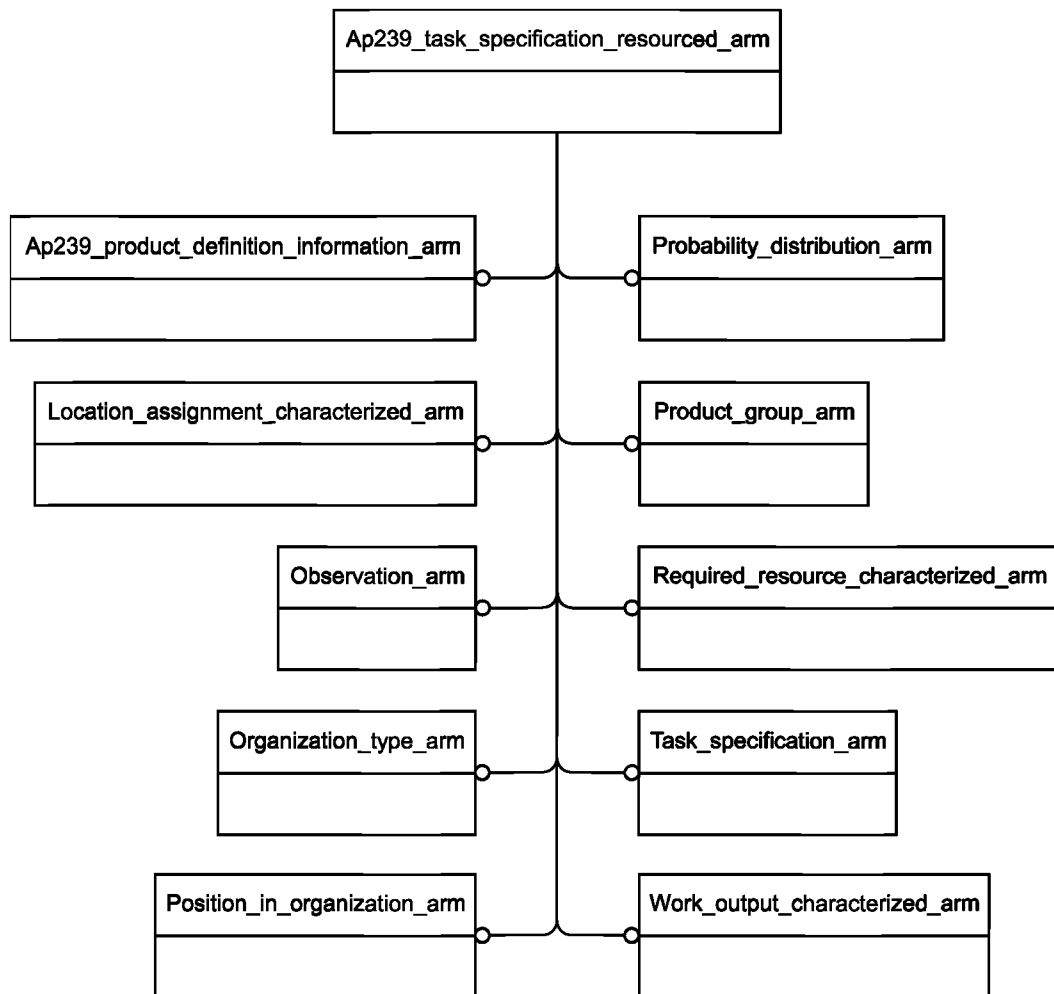 Ap239_task_specification_resourced_arm
Ap239_product_definition_information_arm
Probability_distribution_arm
Location_assignment_characterized_arm
Product_group_arm
Observation_arm
Required_resource_characterized_arm
Organization_type_arm
Task_specification_arm
Position_in_organization_arm
Work_output_characterized_arm